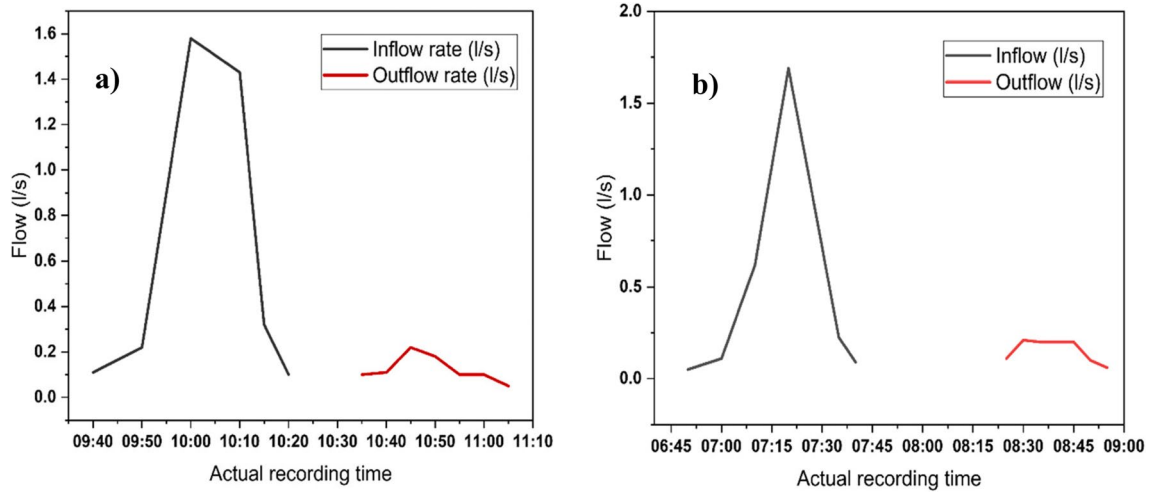 a)
Inflow rate (l/s)
Outflow rate (l/s)
Flow (l/s)
1.6
1.4
1.2
1.0
0.8
0.6
0.4
0.2
0.0
09:40 09:50 10:00 10:10 10:20 10:30 10:40 10:50 11:00 11:10
Actual recording time
b)
Inflow (l/s)
Outflow (l/s)
Flow (l/s)
2.0
1.5
1.0
0.5
0.0
06:45 07:00 07:15 07:30 07:45 08:00 08:15 08:30 08:45 09:00
Actual recording time